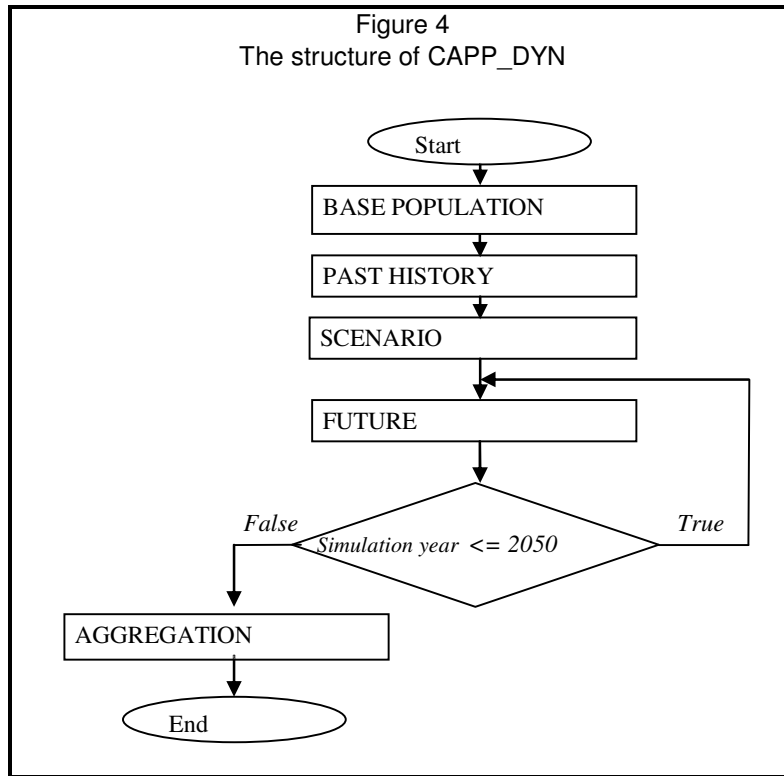 Figure 4
The structure of CAPP_DYN
Start
BASE POPULATION
PAST HISTORY
SCENARIO
FUTURE
False
True
Simulation year <= 2050
AGGREGATION
End